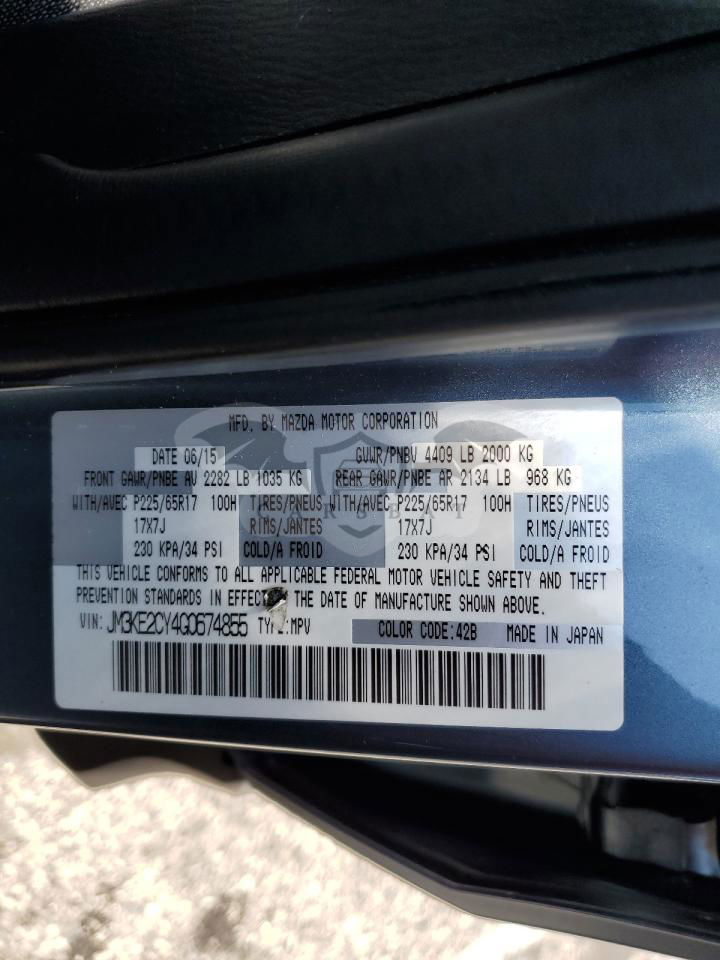 MFD. BY MAZDA MOTOR CORPORATION
DATE 06/15 GVWR/PNBV 4409 LB 2000 KG
FRONT GAWR/PNBE AV 2282 LB 1035 KG REAR GAWR/PNBE AR 2134 LB 968 KG
WITH/AVEC P225/65R17 100H TIRES/PNEUS WITH/AVEC P225/65R17 100H TIRES/PNEUS
17X7J RIMS/JANTES 17X7J RIMS/JANTES
230 KPA/34 PSI COLD/A FROID 230 KPA/34 PSI COLD/A FROID
THIS VEHICLE CONFORMS TO ALL APPLICABLE FEDERAL MOTOR VEHICLE SAFETY AND THEFT
PREVENTION STANDARDS IN EFFECT THE DATE OF MANUFACTURE SHOWN ABOVE.
VIN: JM3KE2CY4G0674855 TYPE:MPV COLOR CODE:42B MADE IN JAPAN